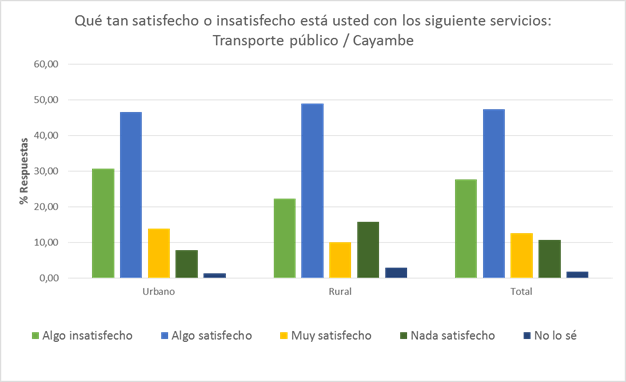 Qué tan satisfecho o insatisfecho está usted con los siguiente servicios:
Transporte público / Cayambe
60,00
50,00
40,00
30,00
20,00
10,00
0,00
% Respuestas
Urbano
Rural
Total
Algo insatisfecho
Algo satisfecho
Muy satisfecho
Nada satisfecho
No lo sé